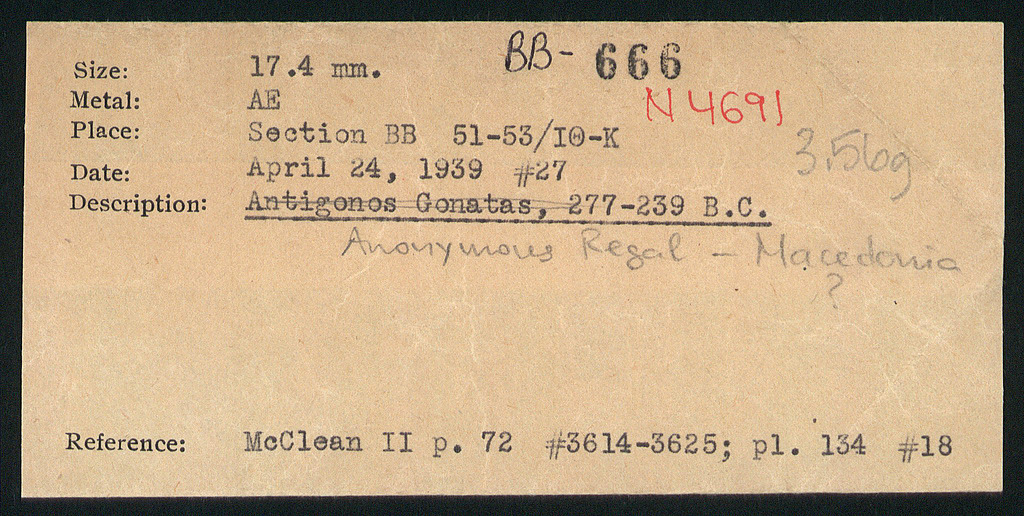 BB- 666
Size: 17.4 mm.
N 4691
Metal: AE
Place: Section BB 51-53/IΘ-K
3.56g
Date: April 24, 1939 #27
Description: Antigonos Gonatas, 277-239 B.C.
Anonymous Regal - Macedonia
?
Reference: McClean II p. 72 #3614-3625; pl. 134 #18